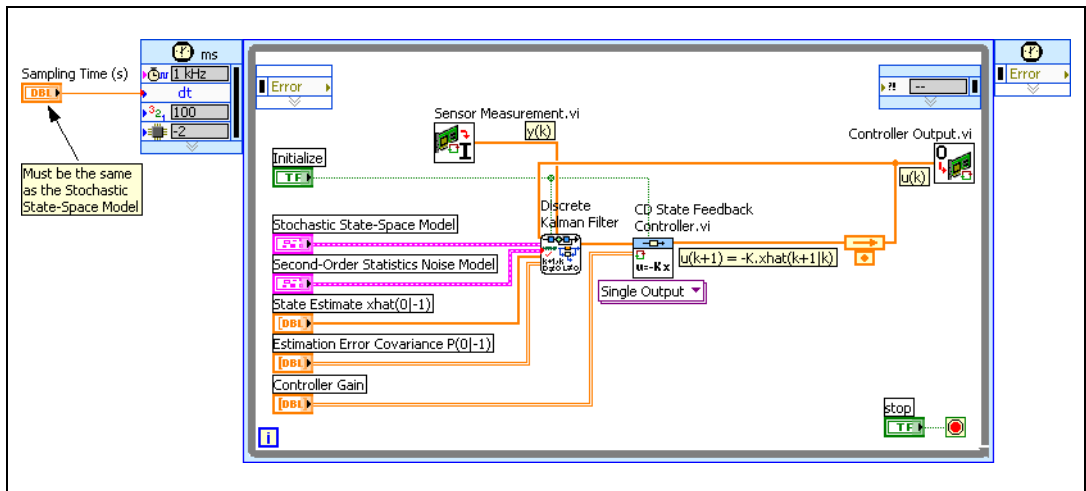 ms
Sampling Time (s)
DBL
1 kHz
dt
100
-2
Must be the same
as the Stochastic
State-Space Model
Error
--
Error
Sensor Measurement.vi
y(k)
Controller Output.vi
u(k)
Initialize
TF
Stochastic State-Space Model
Second-Order Statistics Noise Model
State Estimate xhat(0|-1)
DBL
Estimation Error Covariance P(0|-1)
DBL
Controller Gain
DBL
Discrete
Kalman Filter
CD State Feedback
Controller.vi
u=-Kx
u(k+1) = -K.xhat(k+1|k)
Single Output
stop
TF
i